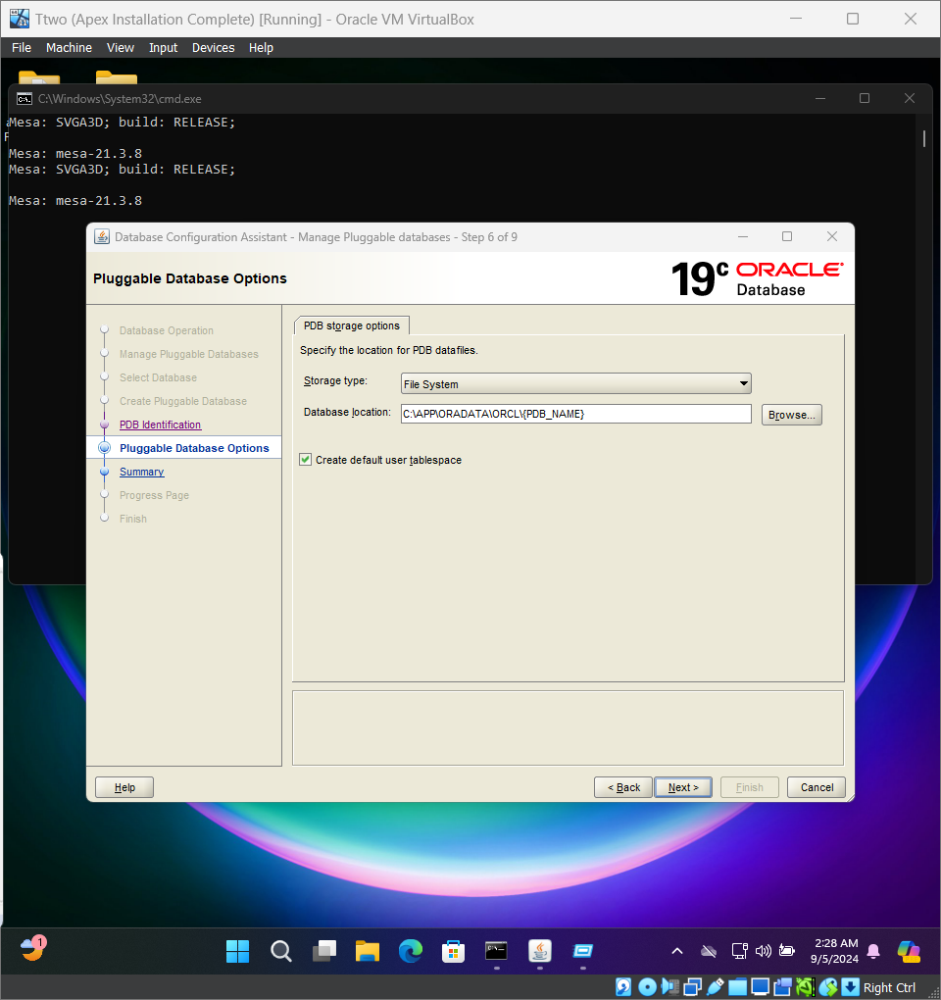 Ttwo (Apex Installation Complete) [Running] - Oracle VM VirtualBox
File Machine View Input Devices Help
C:\Windows\System32\cmd.exe
Mesa: SVGA3D; build: RELEASE;
Mesa: mesa-21.3.8
Mesa: SVGA3D; build: RELEASE;
Mesa: mesa-21.3.8
Database Configuration Assistant - Manage Pluggable databases - Step 6 of 9
Pluggable Database Options
19c ORACLE
Database
Database Operation
Manage Pluggable Databases
Select Database
Create Pluggable Database
PDB Identification
Pluggable Database Options
Summary
Progress Page
Finish
PDB storage options
Specify the location for PDB datafiles.
Storage type: File System
Database location: C:\APP\ORADATA\ORCL\{PDB_NAME} Browse...
Create default user tablespace
Help < Back Next > Finish Cancel
1
2:28 AM
9/5/2024
Right Ctrl